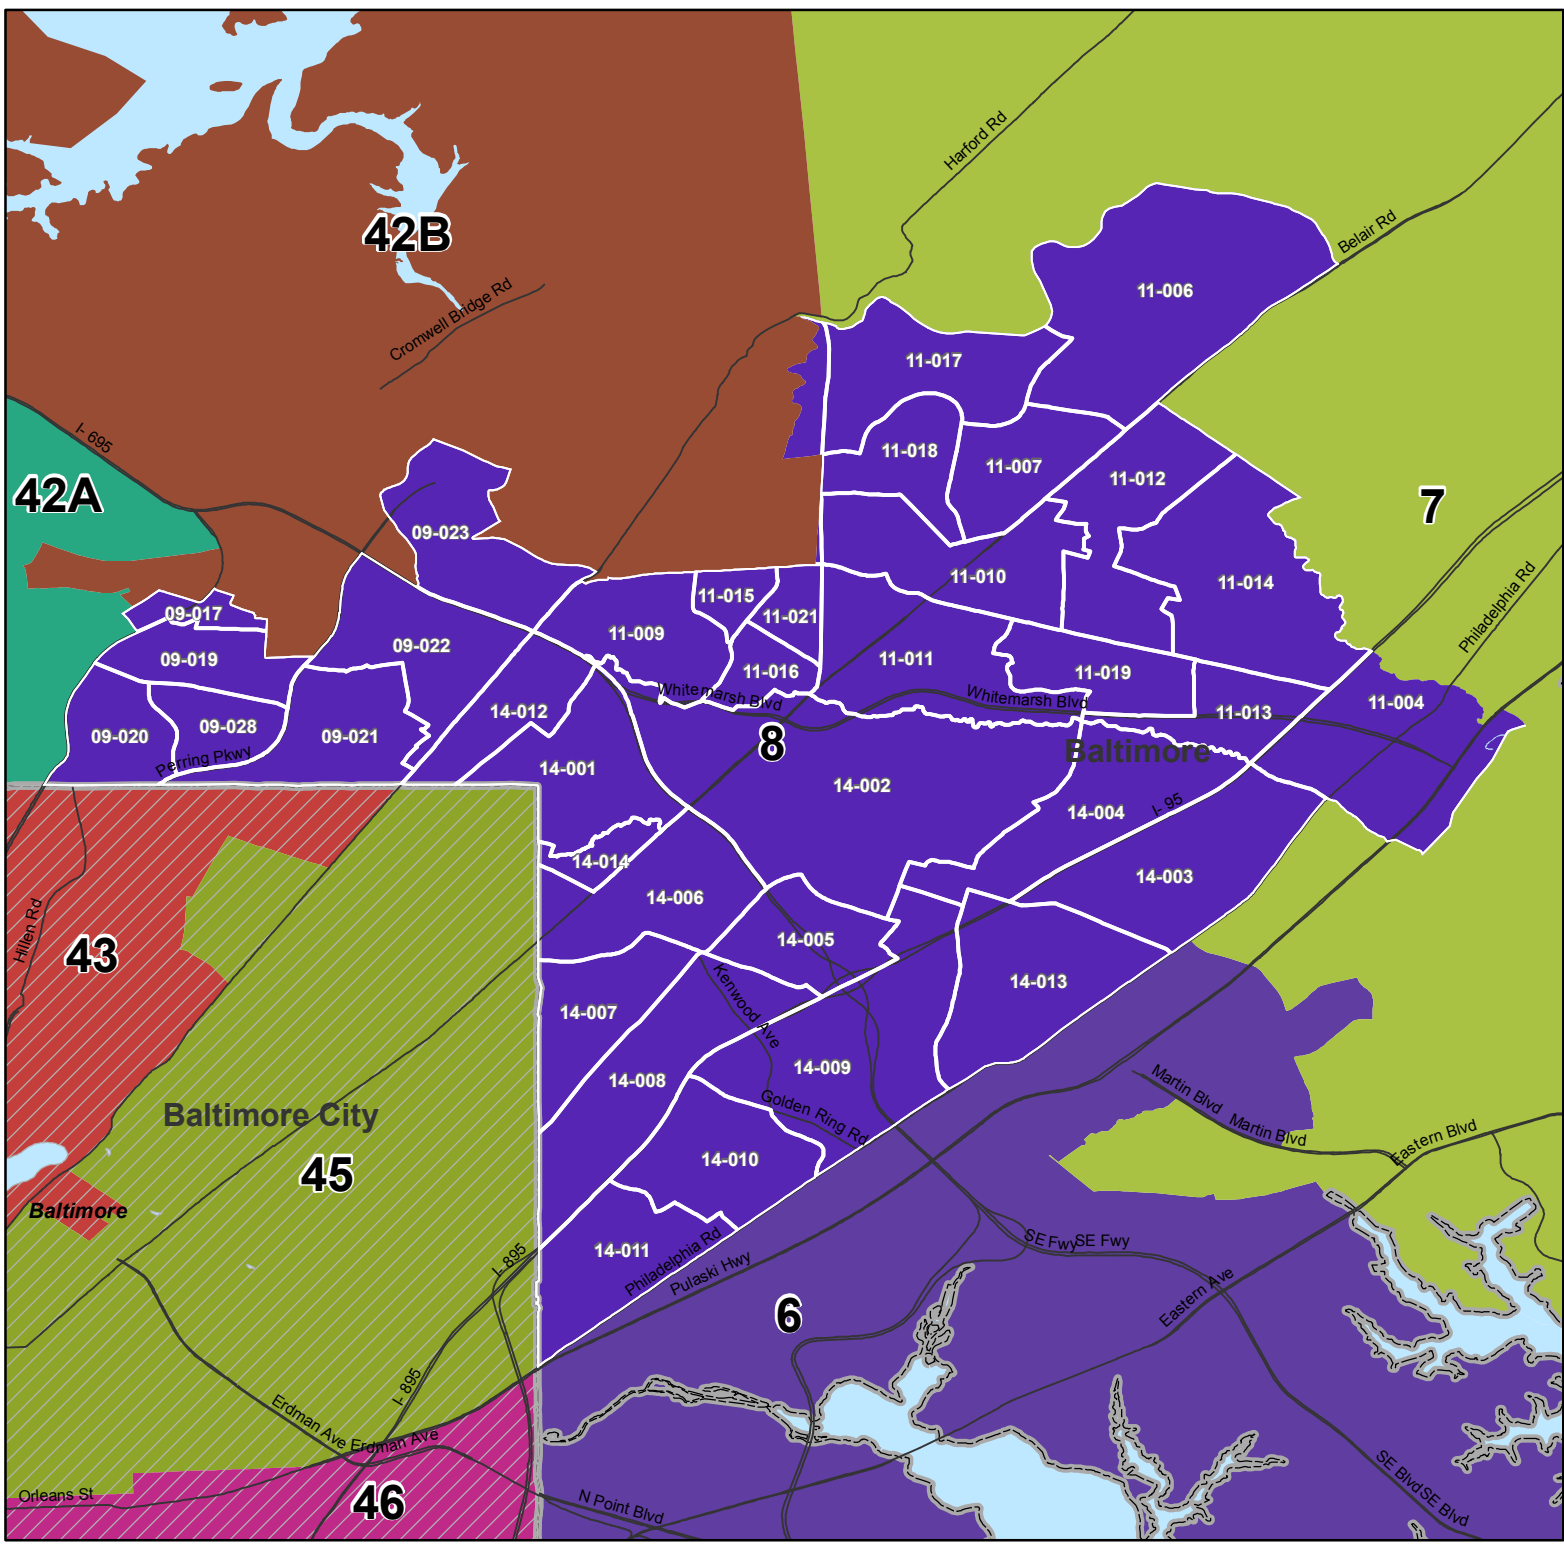 Harford Rd
Belair Rd
42B
11-006
Cromwell Bridge Rd
11-017
I- 695
11-018
11-007
11-012
42A
7
09-023
11-010
11-014
Philadelphia Rd
11-015
09-017
11-021
09-022
11-009
09-019
11-011
11-016
11-019
Whitemarsh Blvd
Whitemarsh Blvd
11-004
14-012
11-013
09-028
09-020
09-021
8
Baltimore
Perring Pkwy
14-001
14-002
I- 95
14-004
14-014
14-003
14-006
Hillen Rd
14-005
43
14-013
Kenwood Ave
14-007
14-009
14-008
Martin Blvd
Martin Blvd
Golden Ring Rd
Baltimore City
Eastern Blvd
14-010
45
Baltimore
14-011
SE Fwy
SE Fwy
I- 895
Philadelphia Rd
Pulaski Hwy
Eastern Ave
6
I- 895
Erdman Ave
Erdman Ave
Orleans St
46
N Point Blvd
SE Blvd
SE Blvd